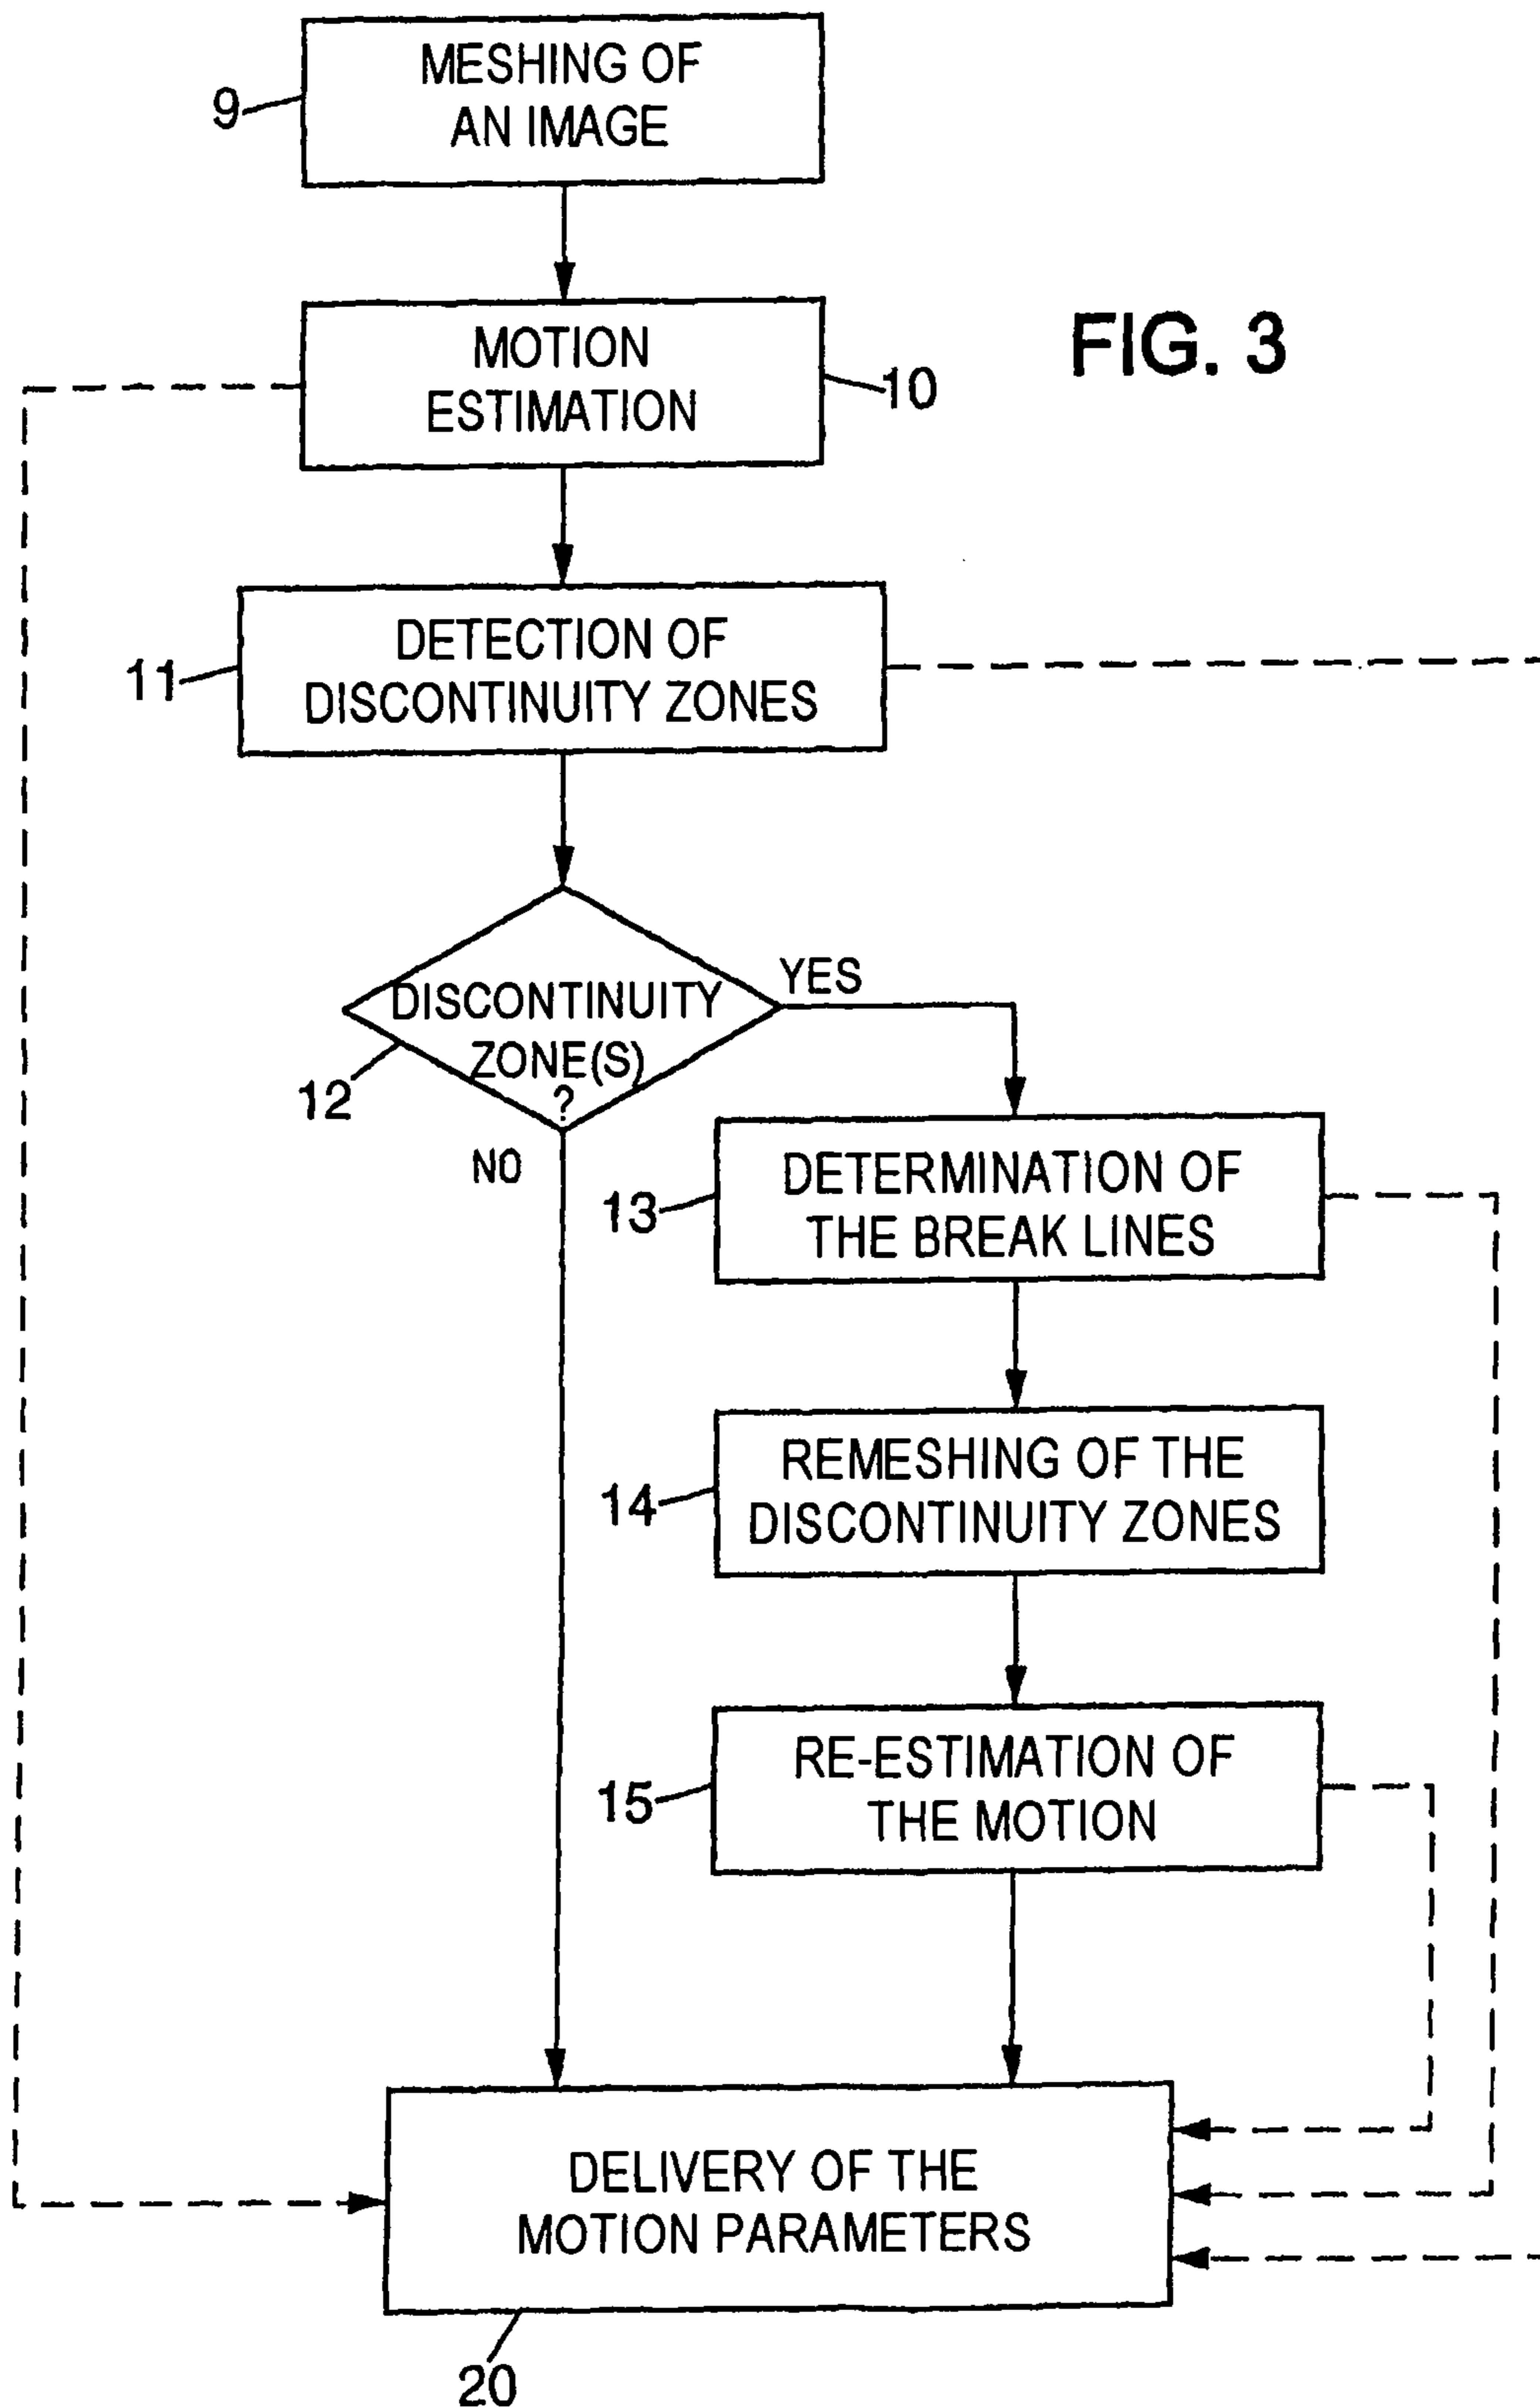 MESHING OF
AN IMAGE
9
FIG. 3
MOTION
ESTIMATION
10
DETECTION OF
DISCONTINUITY ZONES
11
DISCONTINUITY
ZONE(S)
?
YES
12
NO
DETERMINATION OF
THE BREAK LINES
13
REMESHING OF THE
DISCONTINUITY ZONES
14
RE-ESTIMATION OF
THE MOTION
15
DELIVERY OF THE
MOTION PARAMETERS
20